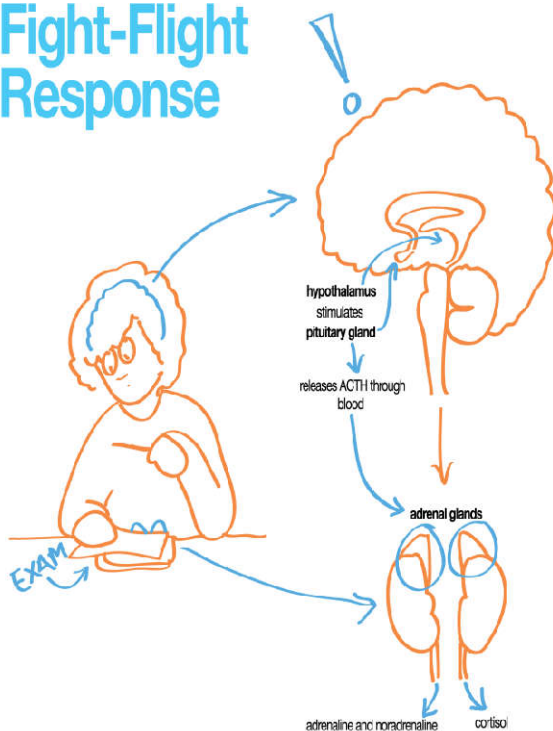 Fight-Flight
Response
hypothalamus
stimulates
pituitary gland
releases ACTH through
blood
adrenal glands
EXAM
adrenaline and noradrenaline
cortisol